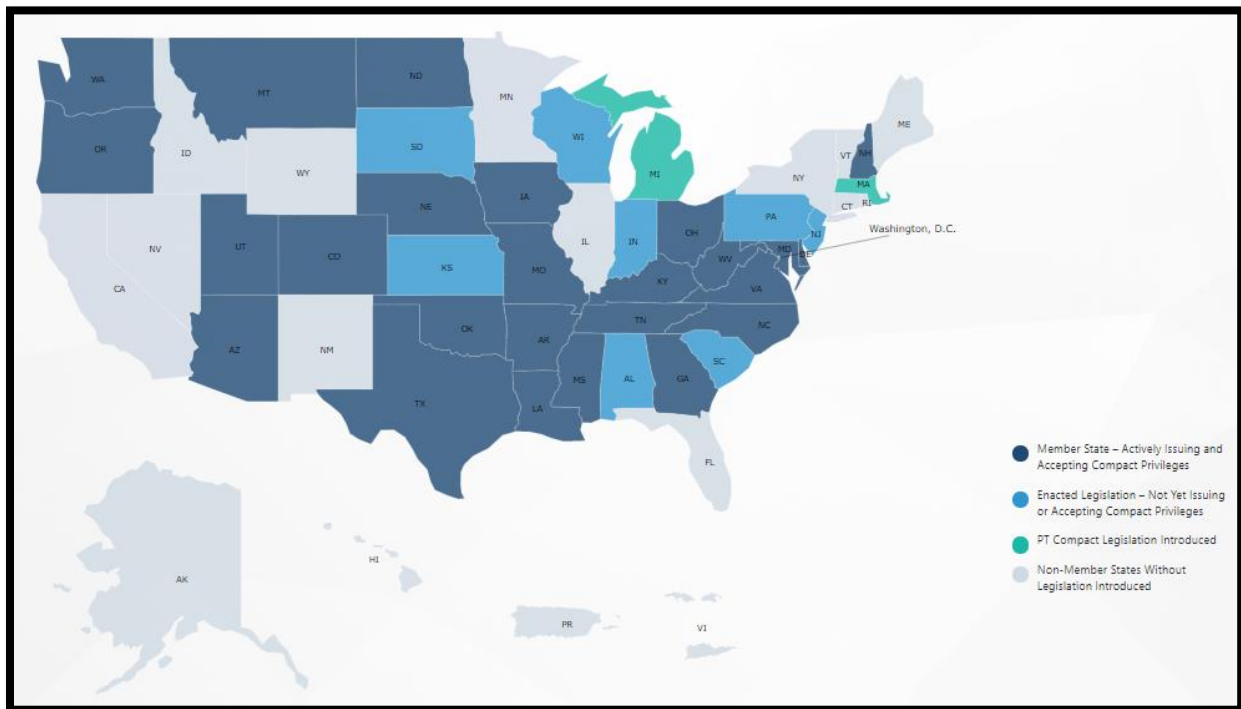 WA
MT
ND
MN
ME
OR
ID
SD
WI
VT
NH
WY
MI
NY
MA
CT
RI
IA
NE
PA
NV
UT
CO
IL
IN
OH
NJ
Washington, D.C.
MD
DE
WV
CA
KS
MO
KY
VA
AZ
NM
OK
AR
TN
NC
SC
MS
AL
GA
TX
LA
FL
Member State – Actively Issuing and
Accepting Compact Privileges
Enacted Legislation – Not Yet Issuing
or Accepting Compact Privileges
PT Compact Legislation Introduced
Non-Member States Without
Legislation Introduced
AK
HI
PR
VI